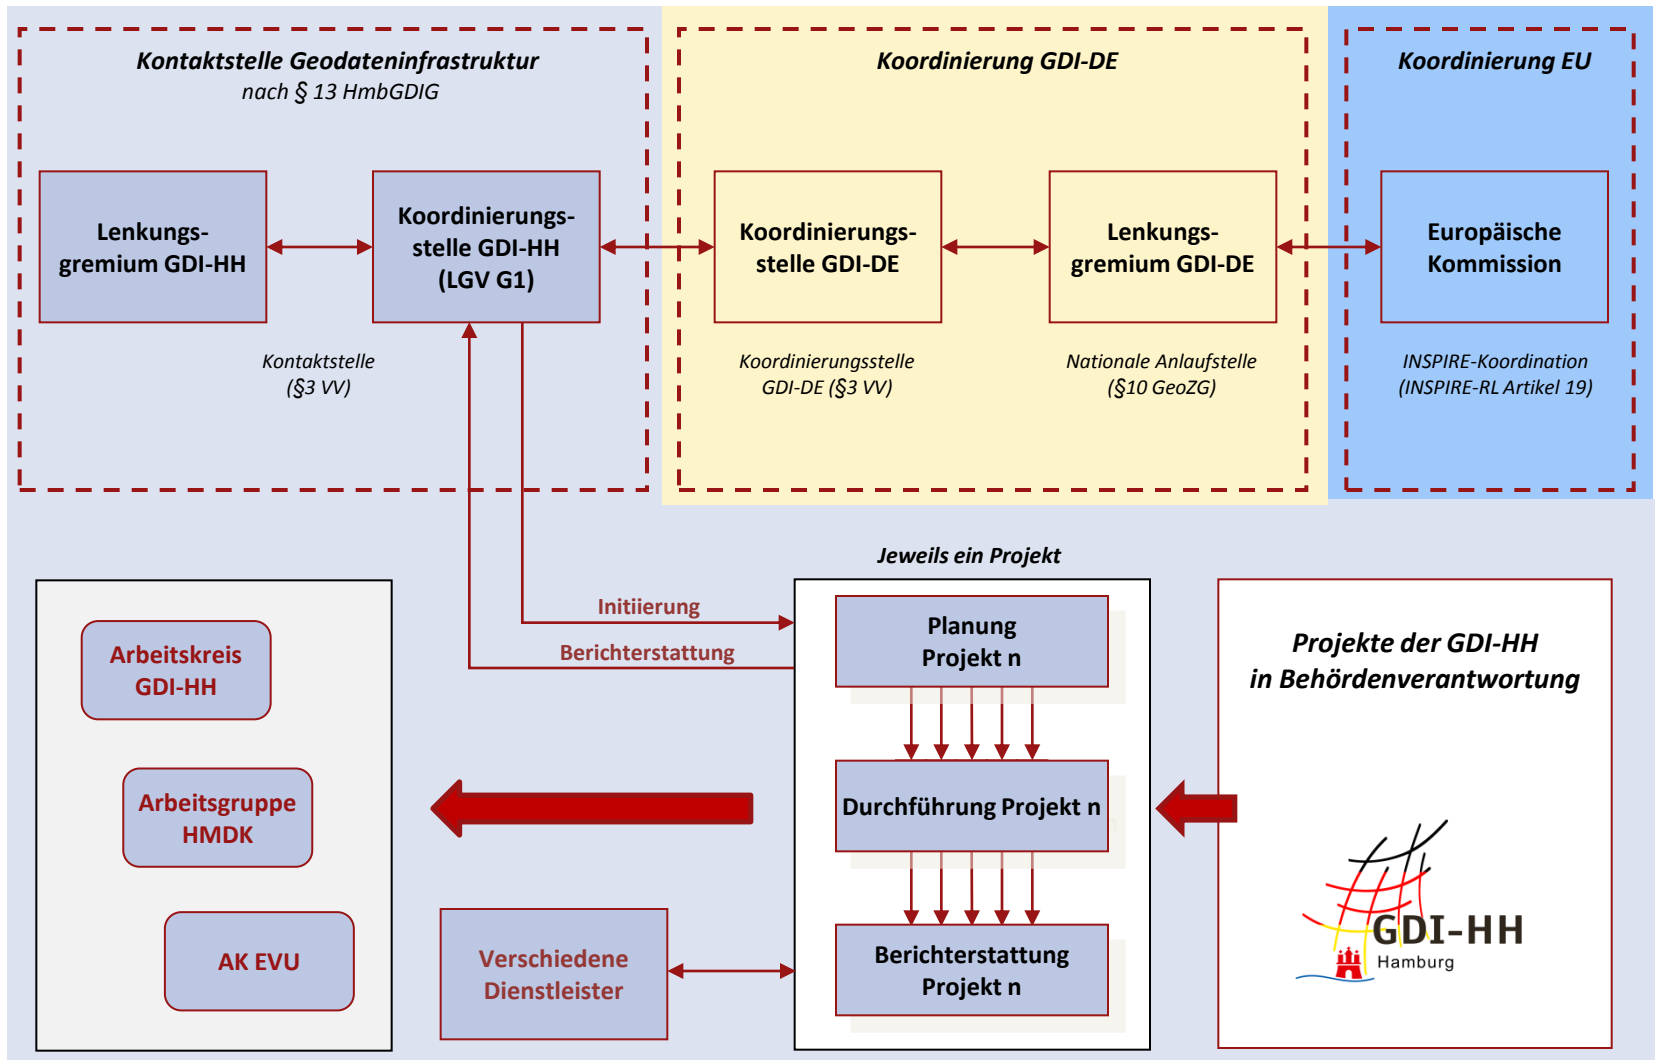 Kontaktstelle Geodateninfrastruktur
nach § 13 HmbGDIG
Koordinierung GDI-DE
Koordinierung EU
Lenkungs-
gremium GDI-HH
Koordinierungs-
stelle GDI-HH
(LGV G1)
Koordinierungs-
stelle GDI-DE
Lenkungs-
gremium GDI-DE
Europäische
Kommission
Kontaktstelle
(§3 VV)
Koordinierungsstelle
GDI-DE (§3 VV)
Nationale Anlaufstelle
(§10 GeoZG)
INSPIRE-Koordination
(INSPIRE-RL Artikel 19)
Jeweils ein Projekt
Initiierung
Berichterstattung
Arbeitskreis
GDI-HH
Arbeitsgruppe
HMDK
AK EVU
Verschiedene
Dienstleister
Planung
Projekt n
Durchführung Projekt n
Berichterstattung
Projekt n
Projekte der GDI-HH
in Behördenverantwortung
GDI-HH
Hamburg